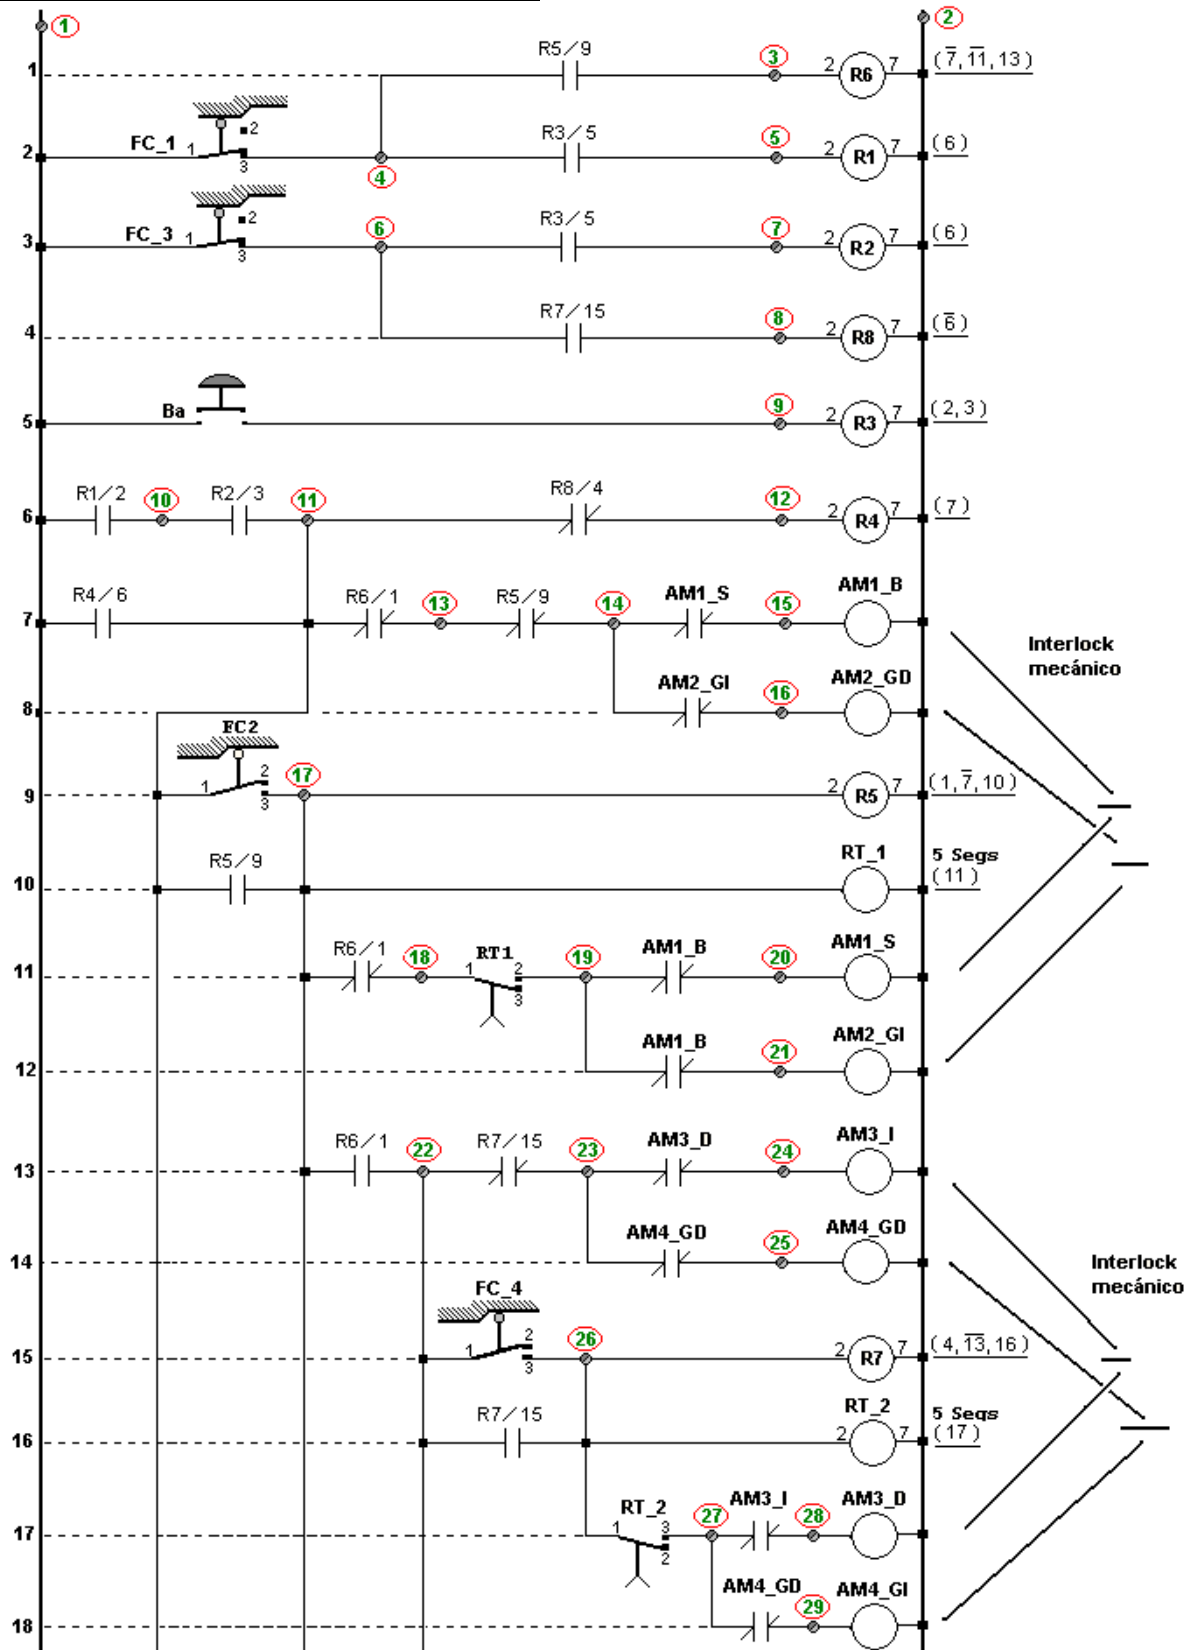 1 2
1 R5/9 3 2 R6 7 (7̅,1̅1̅,13)
2 FC_1 1 2 3 4 R3/5 5 2 R1 7 (6)
3 FC_3 1 2 3 6 R3/5 7 2 R2 7 (6)
4 R7/15 8 2 R8 7 (6̅)
5 Ba 9 2 R3 7 (2,3)
6 R1/2 10 R2/3 11 R8/4 12 2 R4 7 (7)
7 R4/6 R6/1 13 R5/9 14 AM1_S 15 AM1_B
Interlock
mecánico
8 AM2_GI 16 AM2_GD
9 FC2 1 2 3 17 2 R5 7 (1,7̅,10)
10 R5/9 RT_1 5 Segs
(11)
11 R6/1 18 RT1 1 2 3 19 AM1_B 20 AM1_S
12 AM1_B 21 AM2_GI
13 R6/1 22 R7/15 23 AM3_D 24 AM3_I
14 AM4_GD 25 AM4_GD
Interlock
mecánico
15 FC_4 1 2 3 26 2 R7 7 (4,1̅3̅,16)
16 R7/15 RT_2 2 7 5 Segs
(17)
17 RT_2 1 3 2 27 AM3_I 28 AM3_D
18 AM4_GD 29 AM4_GI